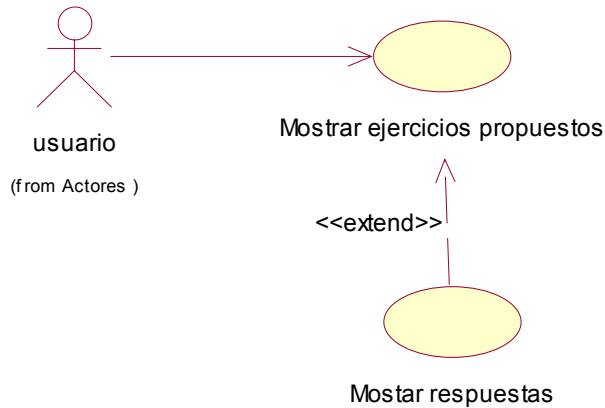 usuario
(from Actores )
Mostrar ejercicios propuestos
<<extend>>
Mostar respuestas